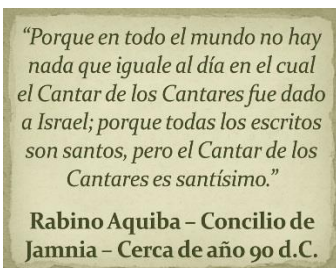 “Porque en todo el mundo no hay
nada que iguale al día en el cual
el Cantar de los Cantares fue dado
a Israel; porque todas los escritos
son santos, pero el Cantar de los
Cantares es santísimo.”
Rabino Aquiba – Concilio de
Jamnia – Cerca de año 90 d.C.